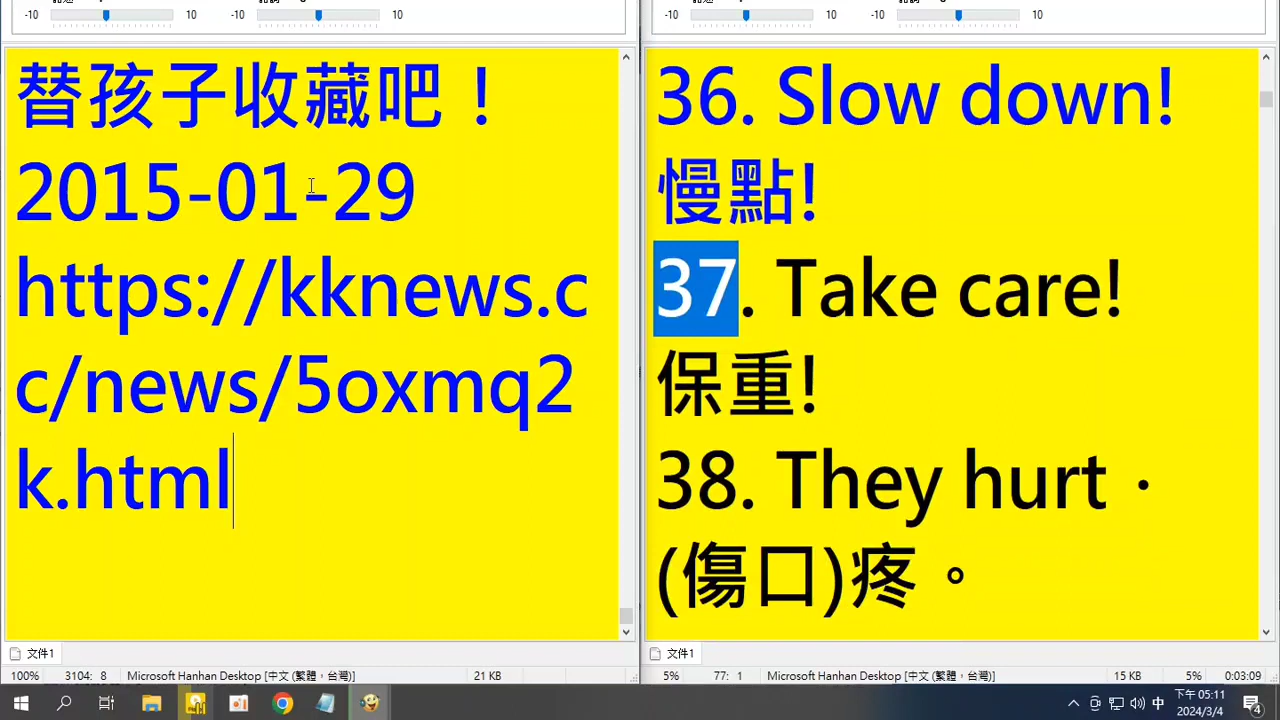 -10 10 -10 10
替孩子收藏吧！
2015-01-29
https://kknews.c
c/news/5oxmq2
k.html
文件1
100% 3104: 8 Microsoft Hanhan Desktop [中文 (繁體，台灣)] 21 KB
-10 10 -10 10
36. Slow down!
慢點!
37. Take care!
保重!
38. They hurt．
(傷口)疼。
文件1
5% 77: 1 Microsoft Hanhan Desktop [中文 (繁體，台灣)] 15 KB 5% 0:03:09
中 下午 05:11
2024/3/4
4